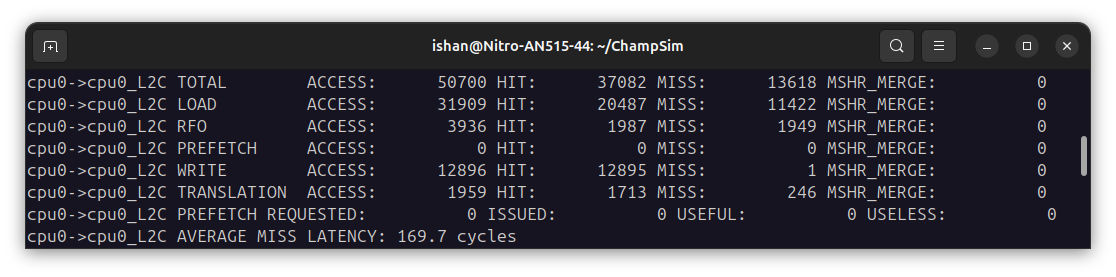 ishan@Nitro-AN515-44: ~/ChampSim
cpu0->cpu0_L2C TOTAL        ACCESS:      50700 HIT:      37082 MISS:      13618 MSHR_MERGE:          0
cpu0->cpu0_L2C LOAD         ACCESS:      31909 HIT:      20487 MISS:      11422 MSHR_MERGE:          0
cpu0->cpu0_L2C RFO          ACCESS:       3936 HIT:       1987 MISS:       1949 MSHR_MERGE:          0
cpu0->cpu0_L2C PREFETCH     ACCESS:          0 HIT:          0 MISS:          0 MSHR_MERGE:          0
cpu0->cpu0_L2C WRITE        ACCESS:      12896 HIT:      12895 MISS:          1 MSHR_MERGE:          0
cpu0->cpu0_L2C TRANSLATION  ACCESS:       1959 HIT:       1713 MISS:        246 MSHR_MERGE:          0
cpu0->cpu0_L2C PREFETCH REQUESTED:          0 ISSUED:          0 USEFUL:          0 USELESS:          0
cpu0->cpu0_L2C AVERAGE MISS LATENCY: 169.7 cycles